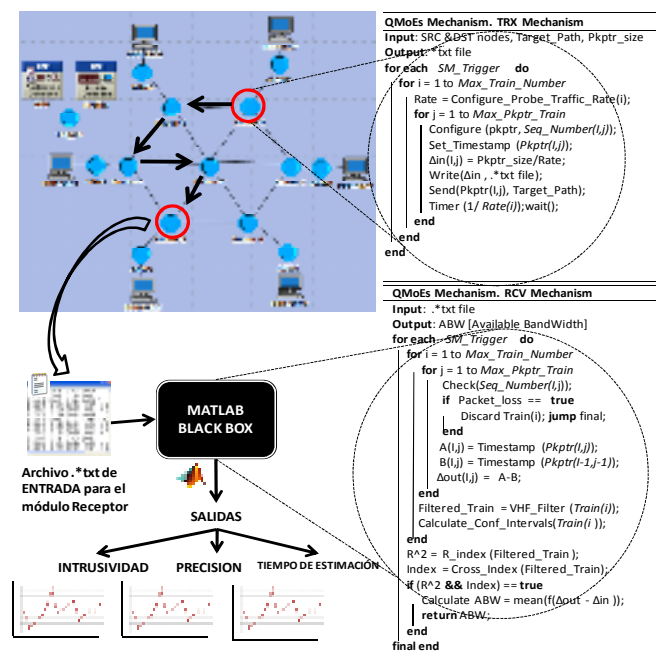 QMoEs Mechanism. TRX Mechanism
Input: SRC &DST nodes, Target_Path, Pkptr_size
Output:*txt file
for each SM_Trigger do
for i = 1 to Max_Train_Number
Rate = Configure_Probe_Traffic_Rate(i);
for j = 1 to Max_Pkptr_Train
Configure (pkptr, Seq_Number(I,j));
Set_Timestamp (Pkptr(I,j));
Δin(I,j) = Pkptr_size/Rate;
Write(Δin , .*txt file);
Send(Pkptr(I,j), Target_Path);
Timer (1/ Rate(i));wait();
end
end
end
QMoEs Mechanism. RCV Mechanism
Input: .*txt file
Output: ABW [Available BandWidth]
for each SM_Trigger do
for i = 1 to Max_Train_Number
for j = 1 to Max_Pkptr_Train
Check(Seq_Number(I,j));
if Packet_loss == true
Discard Train(i); jump final;
end
A(I,j) = Timestamp (Pkptr(I,j));
B(I,j) = Timestamp (Pkptr(I-1,j-1));
Δout(I,j) = A-B;
end
Filtered_Train = VHF_Filter (Train(i));
Calculate_Conf_Intervals(Train(i ));
end
R^2 = R_index (Filtered_Train );
Index = Cross_Index (Filtered_Train);
if (R^2 && Index) == true
Calculate ABW = mean(f(Δout - Δin ));
return ABW;
end
final end
MATLAB
BLACK BOX
Archivo .*txt de
ENTRADA para el
módulo Receptor
SALIDAS
INTRUSIVIDAD
PRECISION
TIEMPO DE ESTIMACIÓN